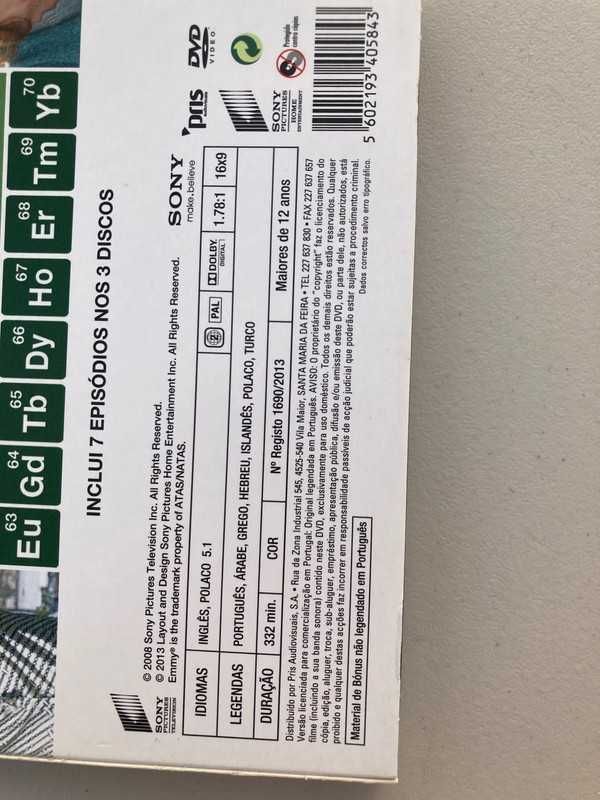 63 Eu
64 Gd
65 Tb
66 Dy
67 Ho
68 Er
69 Tm
70 Yb
INCLUI 7 EPISÓDIOS NOS 3 DISCOS
SONY
PICTURES
TELEVISION
© 2008 Sony Pictures Television Inc. All Rights Reserved.
© 2013 Layout and Design Sony Pictures Home Entertainment Inc. All Rights Reserved.
Emmy® is the trademark property of ATAS/NATAS.
SONY
make.believe
pris
audiovisuais
DVD
VIDEO
IDIOMAS INGLÊS, POLACO 5.1 2 PAL DOLBY DIGITAL 1.78:1 16x9
LEGENDAS PORTUGUÊS, ÁRABE, GREGO, HEBREU, ISLANDÊS, POLACO, TURCO
DURAÇÃO 332 min. COR Nº Registo 1690/2013 Maiores de 12 anos
SONY
PICTURES
HOME
ENTERTAINMENT
Protegido
contra cópias
Distribuído por Pris Audiovisuais, S.A. • Rua da Zona Industrial 545, 4525-540 Vila Maior, SANTA MARIA DA FEIRA • TEL 227 637 830 • FAX 227 637 657
Versão licenciada para comercialização em Portugal: Original legendada em Português. AVISO: O proprietário do "copyright" faz o licenciamento do
filme (incluindo a sua banda sonora) contido neste DVD, exclusivamente para uso doméstico. Todos os demais direitos estão reservados. Qualquer
cópia, edição, aluguer, troca, sub-aluguer, empréstimo, apresentação pública, difusão e/ou emissão deste DVD, ou parte dele, não autorizados, está
proibido e qualquer destas acções faz incorrer em responsabilidade passíveis de acção judicial que poderão estar sujeitas a procedimento criminal.
Dados correctos salvo erro tipográfico.
Material de Bónus não legendado em Português
5 602193 405843